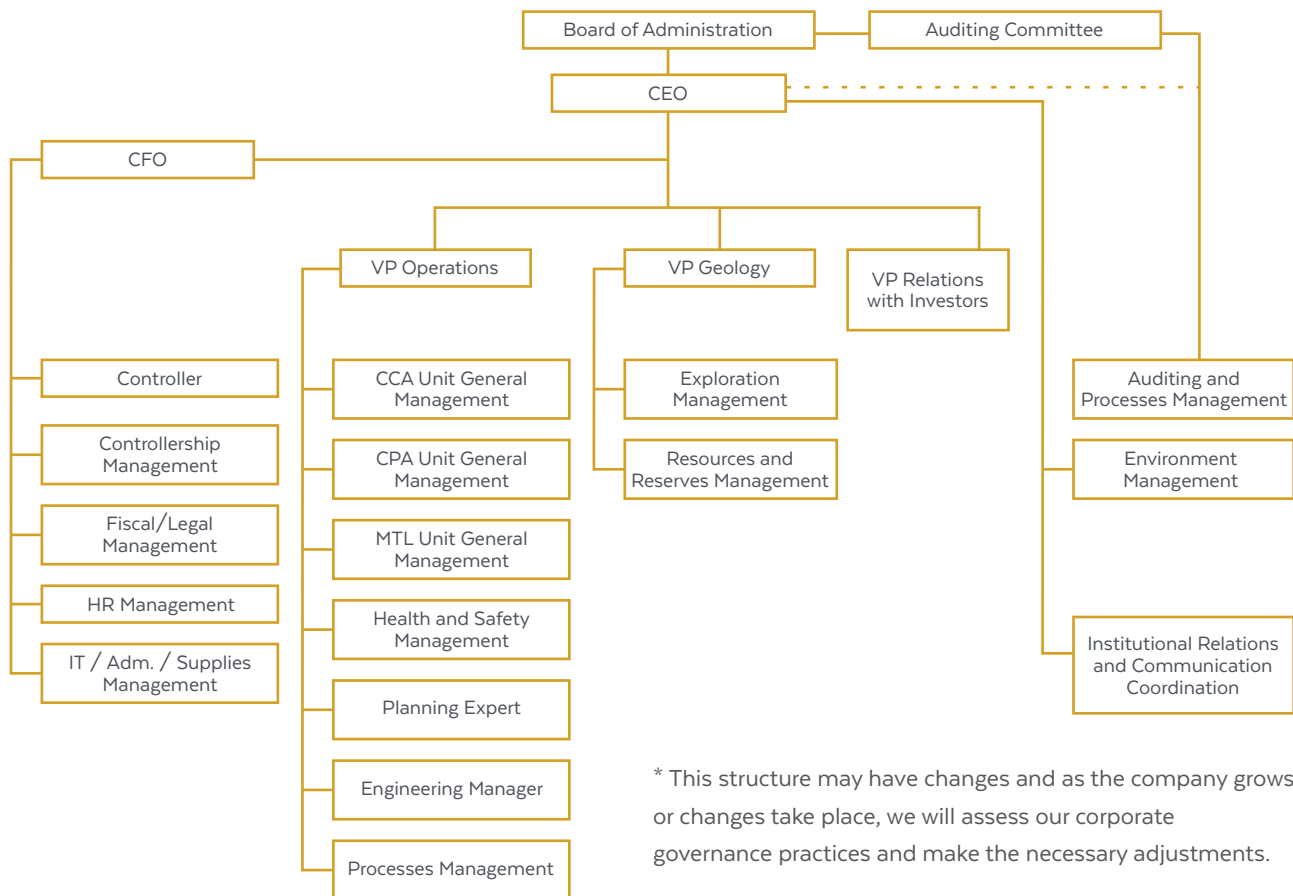 Board of Administration
Auditing Committee
CEO
CFO
VP Operations
VP Geology
VP Relations
with Investors
Controller
Controllership
Management
Fiscal/Legal
Management
HR Management
IT / Adm. / Supplies
Management
CCA Unit General
Management
CPA Unit General
Management
MTL Unit General
Management
Health and Safety
Management
Planning Expert
Engineering Manager
Processes Management
Exploration
Management
Resources and
Reserves Management
Auditing and
Processes Management
Environment
Management
Institutional Relations
and Communication
Coordination
* This structure may have changes and as the company grows
or changes take place, we will assess our corporate
governance practices and make the necessary adjustments.